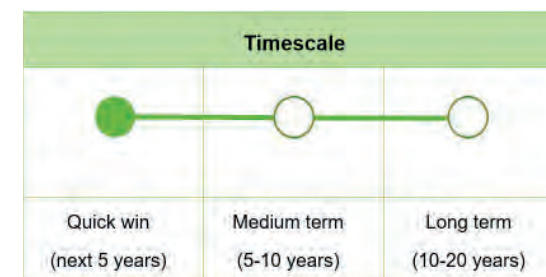 Timescale
Quick win
(next 5 years)
Medium term
(5-10 years)
Long term
(10-20 years)